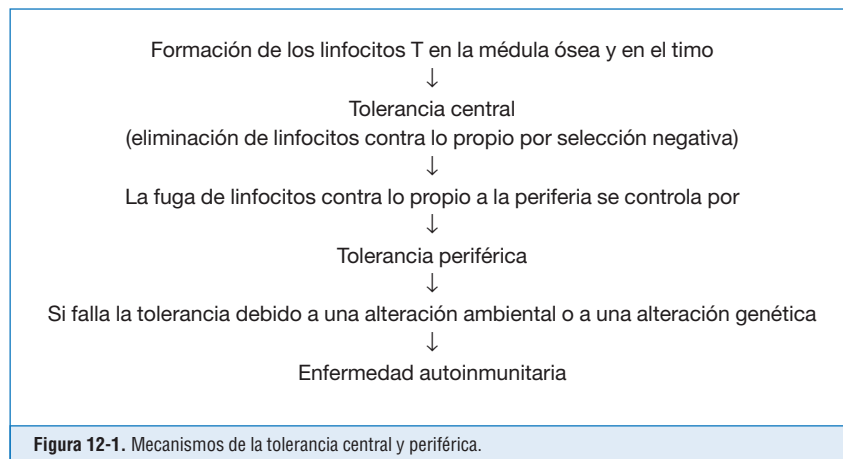 Formación de los linfocitos T en la médula ósea y en el timo
↓
Tolerancia central
(eliminación de linfocitos contra lo propio por selección negativa)
↓
La fuga de linfocitos contra lo propio a la periferia se controla por
↓
Tolerancia periférica
↓
Si falla la tolerancia debido a una alteración ambiental o a una alteración genética
↓
Enfermedad autoinmunitaria
Figura 12-1. Mecanismos de la tolerancia central y periférica.